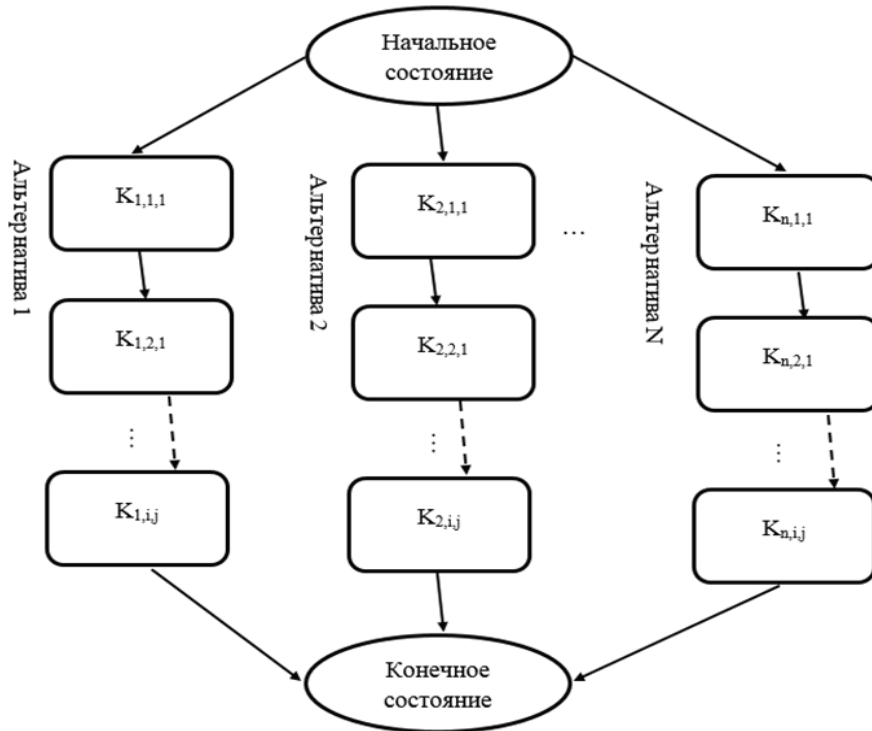 Начальное
состояние
Альтернатива 1
K1,1,1
K1,2,1
...
K1,i,j
Альтернатива 2
K2,1,1
K2,2,1
...
K2,i,j
...
Альтернатива N
Kn,1,1
Kn,2,1
...
Kn,i,j
Конечное
состояние